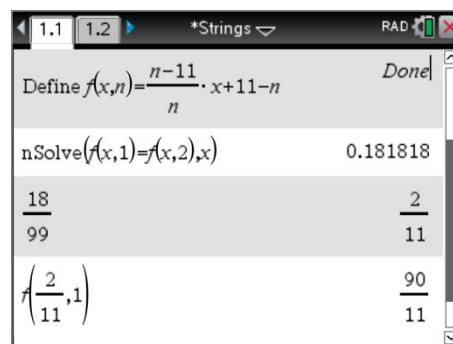 1.1 1.2 *Strings RAD
Define f(x,n)=n-11/n · x+11-n Done
nSolve(f(x,1)=f(x,2),x) 0.181818
18/99 2/11
f(2/11,1) 90/11